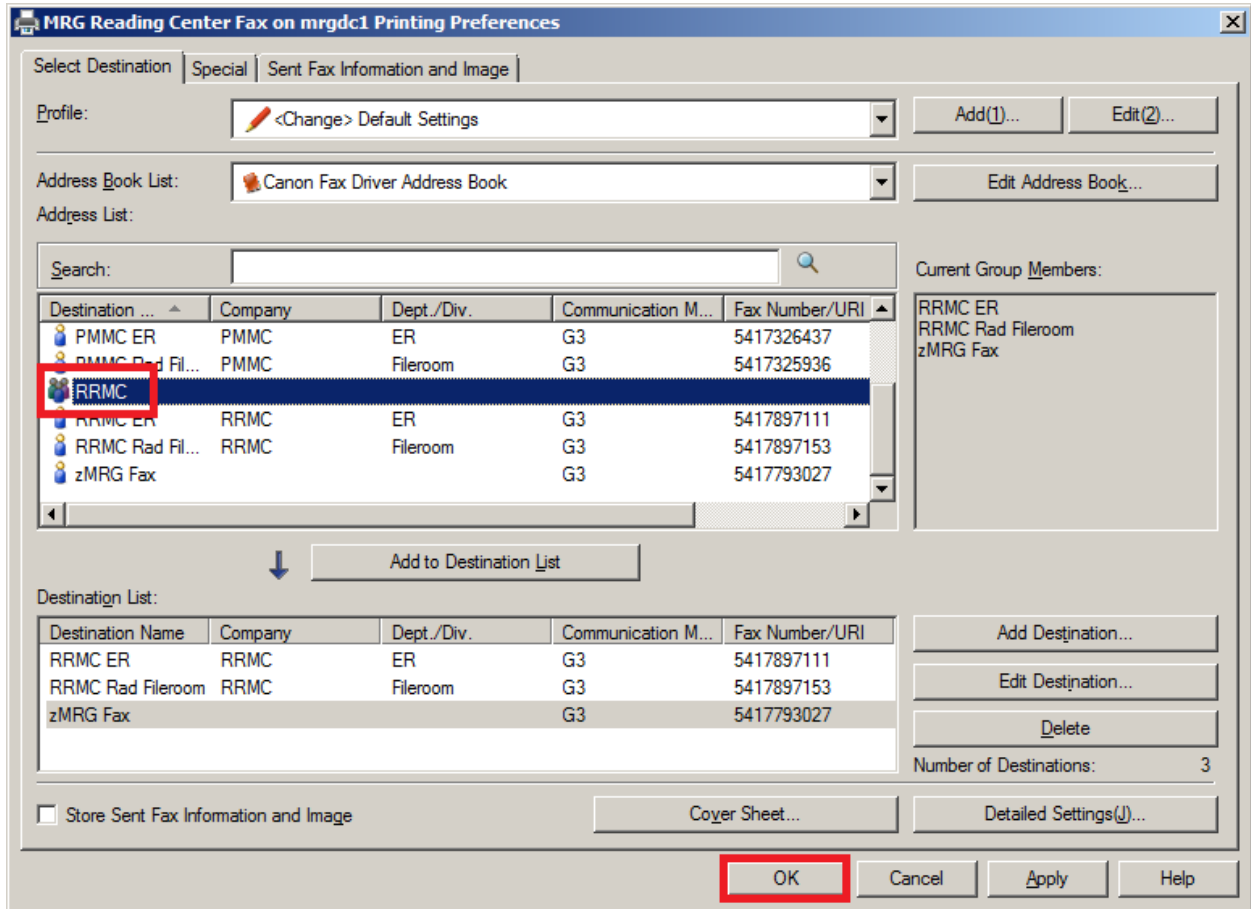 MRG Reading Center Fax on mrgdc1 Printing Preferences
Select Destination Special Sent Fax Information and Image
Profile: <Change> Default Settings Add(1)... Edit(2)...
Address Book List: Canon Fax Driver Address Book Edit Address Book...
Address List:
Search: Current Group Members:
Destination ... Company Dept./Div. Communication M... Fax Number/URI
PMMC ER PMMC ER G3 5417326437
PMMC Rad Fil... PMMC Fileroom G3 5417325936
RRMC
RRMC ER RRMC ER G3 5417897111
RRMC Rad Fil... RRMC Fileroom G3 5417897153
zMRG Fax G3 5417793027
RRMC ER
RRMC Rad Fileroom
zMRG Fax
Add to Destination List
Destination List:
Destination Name Company Dept./Div. Communication M... Fax Number/URI
RRMC ER RRMC ER G3 5417897111
RRMC Rad Fileroom RRMC Fileroom G3 5417897153
zMRG Fax G3 5417793027
Add Destination...
Edit Destination...
Delete
Number of Destinations: 3
Store Sent Fax Information and Image Cover Sheet... Detailed Settings(J)...
OK Cancel Apply Help